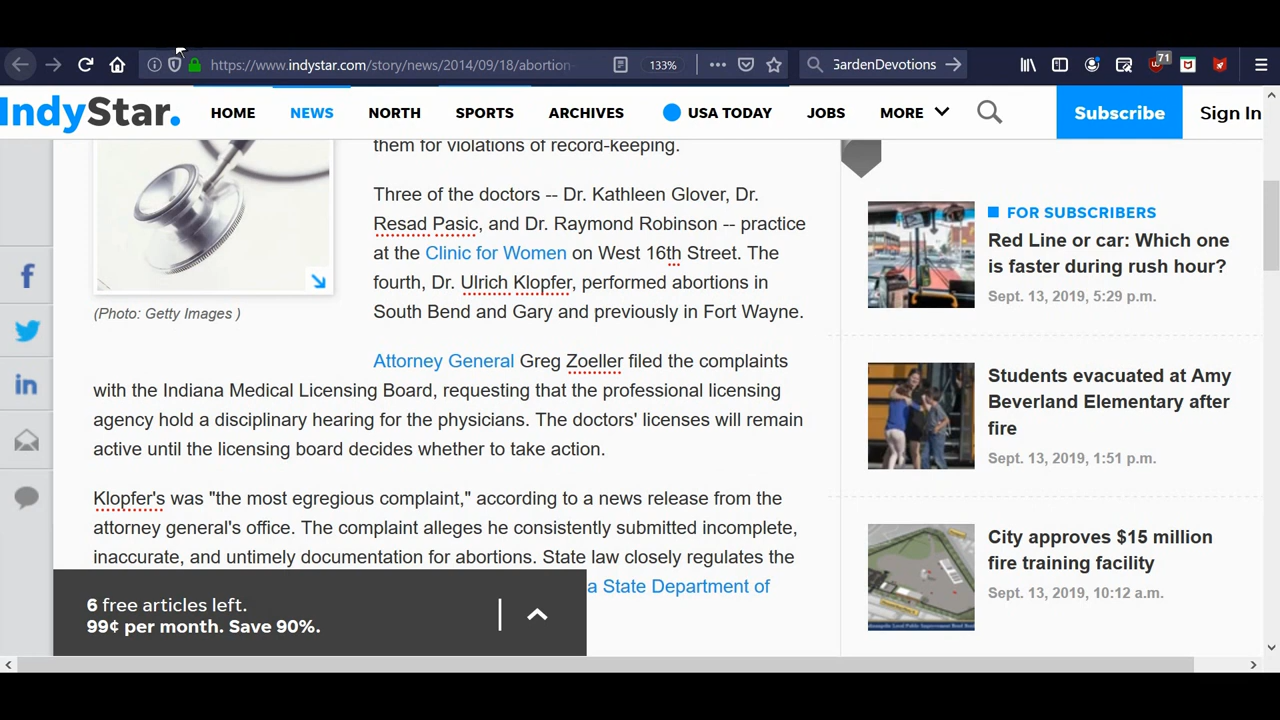 https://www.indystar.com/story/news/2014/09/18/abortion-
133%
GardenDevotions
71
IndyStar.
HOME
NEWS
NORTH
SPORTS
ARCHIVES
USA TODAY
JOBS
MORE
Subscribe
Sign In
them for violations of record-keeping.
Three of the doctors -- Dr. Kathleen Glover, Dr.
Resad Pasic, and Dr. Raymond Robinson -- practice
at the Clinic for Women on West 16th Street. The
fourth, Dr. Ulrich Klopfer, performed abortions in
South Bend and Gary and previously in Fort Wayne.
(Photo: Getty Images )
Attorney General Greg Zoeller filed the complaints
with the Indiana Medical Licensing Board, requesting that the professional licensing
agency hold a disciplinary hearing for the physicians. The doctors' licenses will remain
active until the licensing board decides whether to take action.
Klopfer's was "the most egregious complaint," according to a news release from the
attorney general's office. The complaint alleges he consistently submitted incomplete,
inaccurate, and untimely documentation for abortions. State law closely regulates the
a State Department of
6 free articles left.
99¢ per month. Save 90%.
FOR SUBSCRIBERS
Red Line or car: Which one
is faster during rush hour?
Sept. 13, 2019, 5:29 p.m.
Students evacuated at Amy
Beverland Elementary after
fire
Sept. 13, 2019, 1:51 p.m.
City approves $15 million
fire training facility
Sept. 13, 2019, 10:12 a.m.